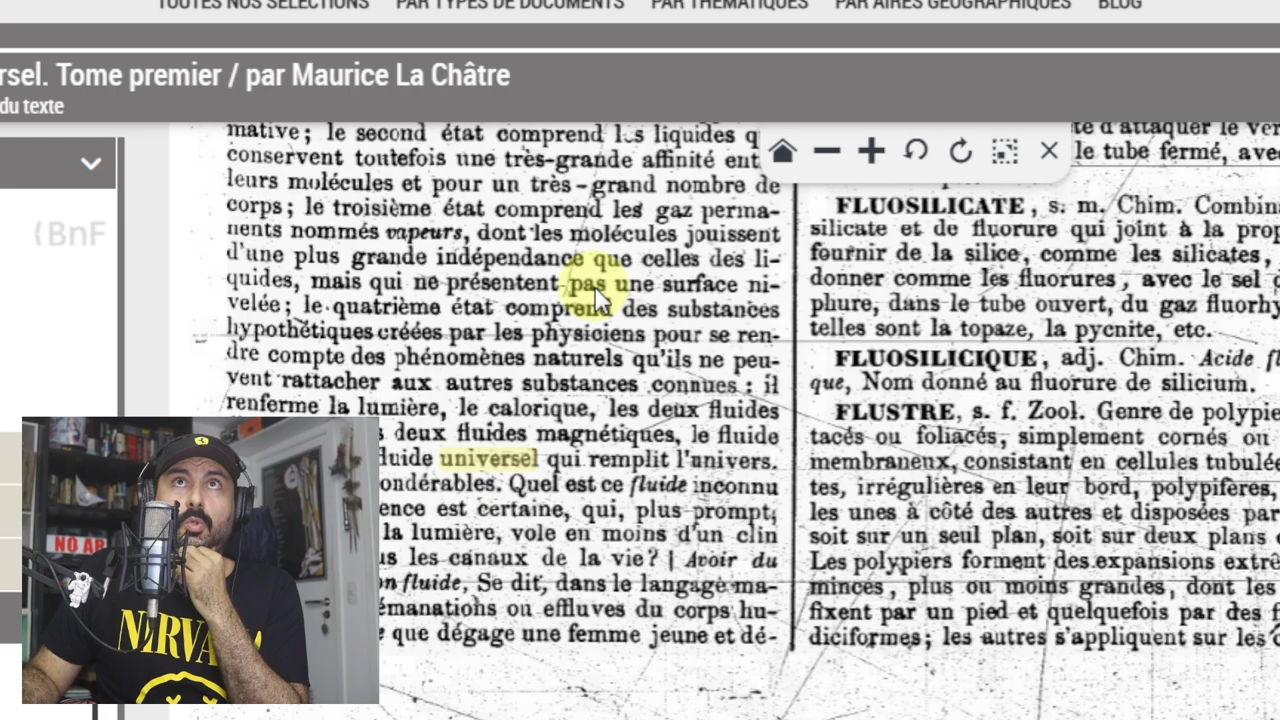 TOUTES NOS SÉLECTIONS PAR TYPES DE DOCUMENTS PAR THÉMATIQUES PAR AIRES GÉOGRAPHIQUES BLOG
rsel. Tome premier / par Maurice La Châtre
du texte
(BnF
mative; le second état comprend les liquides q
conservent toutefois une très-grande affinité ent
leurs molécules et pour un très-grand nombre de
corps; le troisième état comprend les gaz perma-
nents nommés vapeurs, dont les molécules jouissent
d'une plus grande indépendance que celles des li-
quides, mais qui ne présentent pas une surface ni-
velée; le quatrième état comprend des substances
hypothétiques créées par les physiciens pour se ren-
dre compte des phénomènes naturels qu'ils ne peu-
vent rattacher aux autres substances connues: il
renferme la lumière, le calorique, les deux fluides
deux fluides magnétiques, le fluide
fluide universel qui remplit l'univers.
ondérables. Quel est ce fluide inconnu
ence est certaine, qui, plus prompt,
la lumière, vole en moins d'un clin
s les canaux de la vie? | Avoir du
n fluide, Se dit, dans le langage ma-
émanations ou effluves du corps hu-
que dégage une femme jeune et dé-
te d'attaquer le ver
le tube fermé, avec
FLUOSILICATE, s. m. Chim. Combin
silicate et de fluorure qui joint à la prop
fournir de la silice, comme les silicates,
donner comme les fluorures, avec le sel
phure, dans le tube ouvert, du gaz fluorhy
telles sont la topaze, la pycnite, etc.
FLUOSILICIQUE, adj. Chim. Acide fl
que, Nom donné au fluorure de silicium.
FLUSTRE, s. f. Zool. Genre de polypie
tacés ou foliacés, simplement cornés ou
membraneux, consistant en cellules tubulée
tes, irrégulières en leur bord, polypifères,
les unes à côté des autres et disposées par
soit sur un seul plan, soit sur deux plans
Les polypiers forment des expansions extrê
minces, plus ou moins grandes, dont les
fixent par un pied et quelquefois par des f
diciformes; les autres s'appliquent sur les c
NO AR
NIRVA